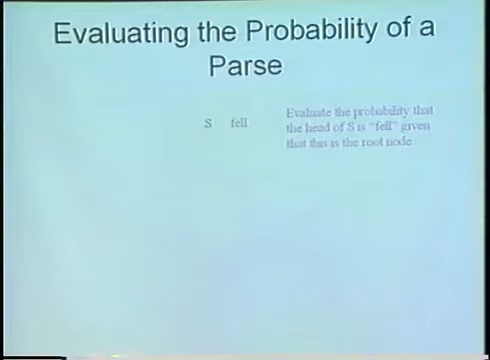 Evaluating the Probability of a
Parse
S fell
Evaluate the probability that
the head of S is "fell" given
that this is the root node